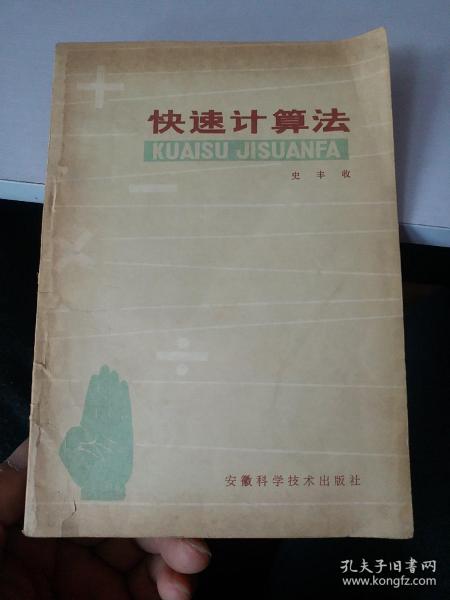 快速计算法
KUAISU JISUANFA
史丰收
安徽科学技术出版社
孔夫子旧书网
www.kongfz.com